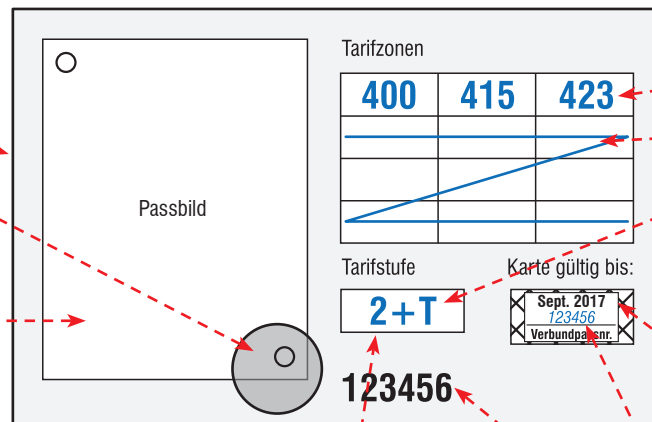 Passbild
Tarifzonen
400 415 423
Tarifstufe
2+T
Karte gültig bis:
Sept. 2017
123456
Verbundpassnr.
123456